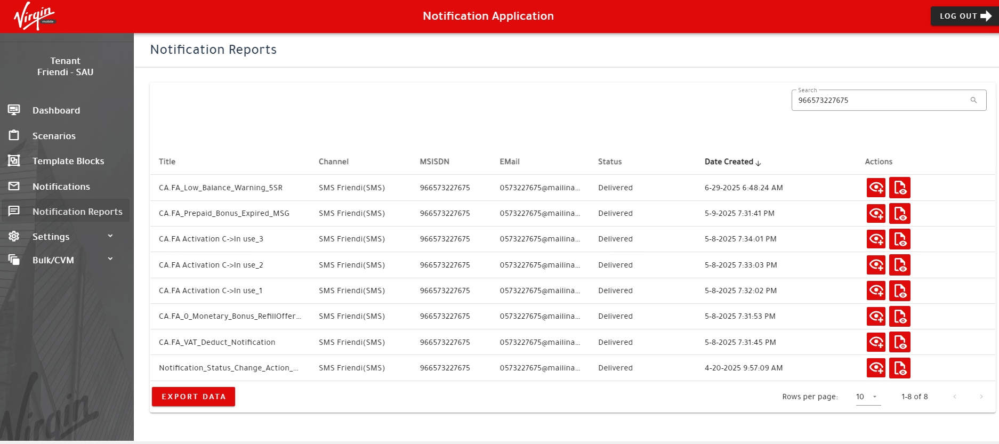 Virgin
mobile
Notification Application
LOG OUT
Tenant
Friendi - SAU
Dashboard
Scenarios
Template Blocks
Notifications
Notification Reports
Settings
Bulk/CVM
Virgin
Notification Reports
Search
966573227675
Title Channel MSISDN EMail Status Date Created Actions
CA.FA_Low_Balance_Warning_5SR SMS Friendi(SMS) 966573227675 0573227675@mailina... Delivered 6-29-2025 6:48:24 AM
CA.FA_Prepaid_Bonus_Expired_MSG SMS Friendi(SMS) 966573227675 0573227675@mailina... Delivered 5-9-2025 7:31:41 PM
CA.FA Activation C->In use_3 SMS Friendi(SMS) 966573227675 0573227675@mailina... Delivered 5-8-2025 7:34:01 PM
CA.FA Activation C->In use_2 SMS Friendi(SMS) 966573227675 0573227675@mailina... Delivered 5-8-2025 7:33:03 PM
CA.FA Activation C->In use_1 SMS Friendi(SMS) 966573227675 0573227675@mailina... Delivered 5-8-2025 7:32:02 PM
CA.FA_0_Monetary_Bonus_RefillOffer... SMS Friendi(SMS) 966573227675 0573227675@mailina... Delivered 5-8-2025 7:31:53 PM
CA.FA_VAT_Deduct_Notification SMS Friendi(SMS) 966573227675 0573227675@mailina... Delivered 5-8-2025 7:31:45 PM
Notification_Status_Change_Action_... SMS Friendi(SMS) 966573227675 0573227675@mailina... Delivered 4-20-2025 9:57:09 AM
EXPORT DATA
Rows per page: 10 1-8 of 8